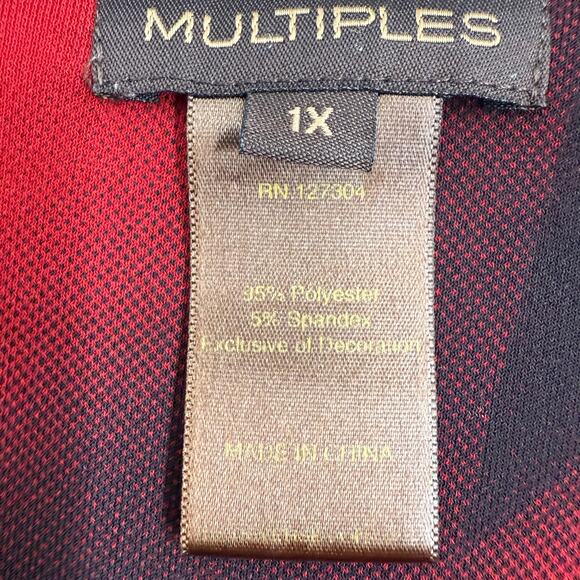 MULTIPLES
1X
RN 127304
95% Polyester
5% Spandex
Exclusive of Decoration
MADE IN CHINA